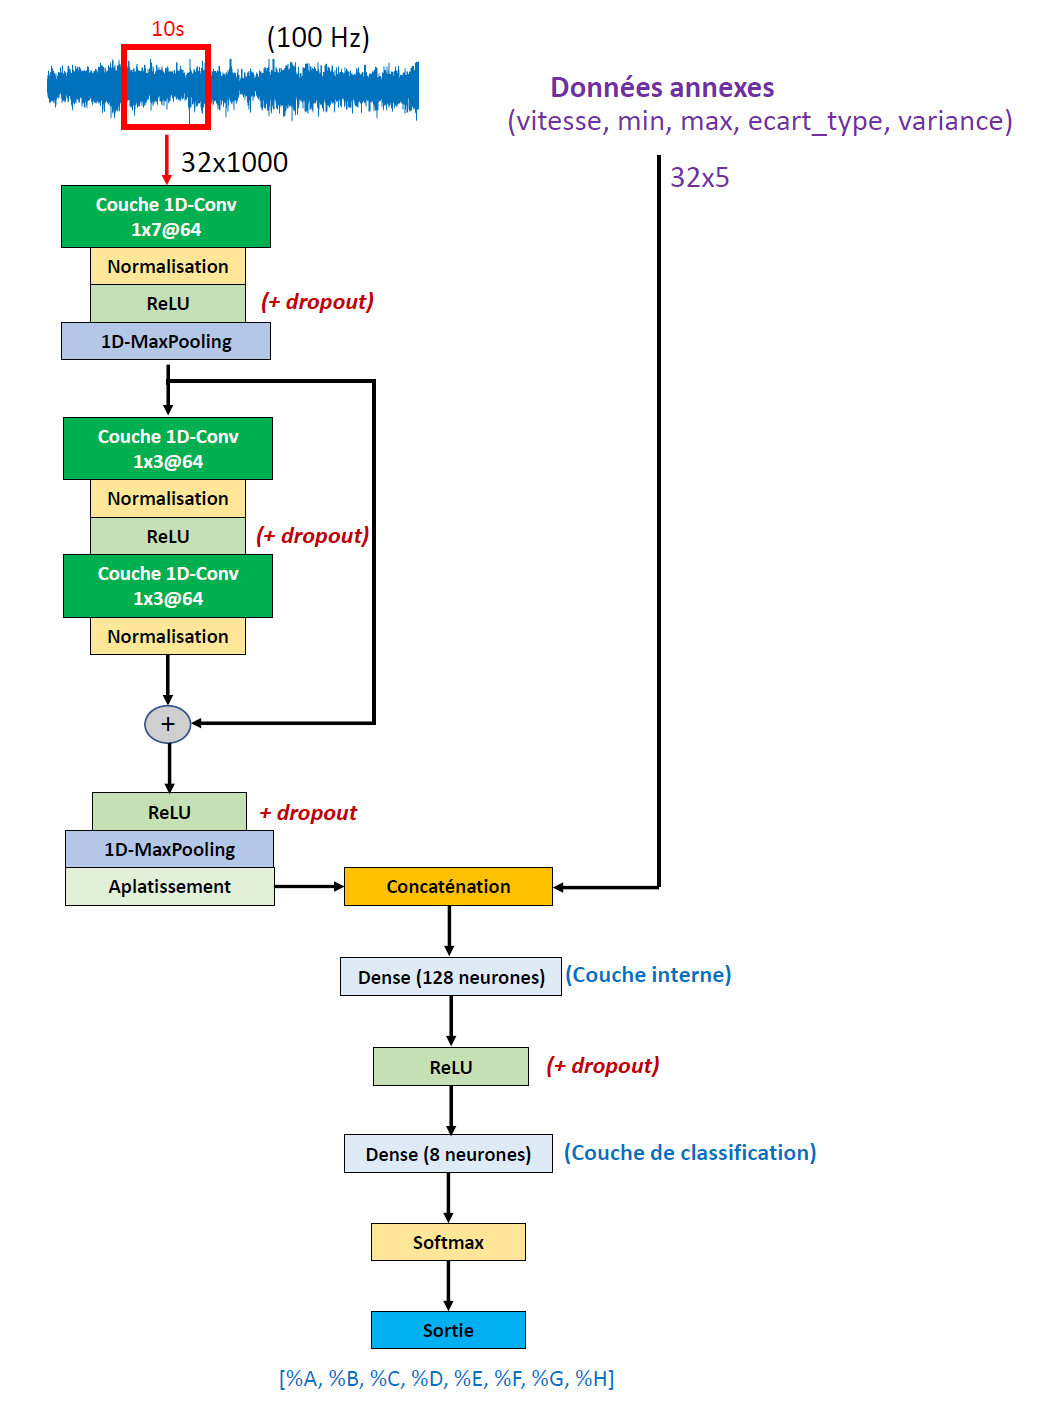 10s
(100 Hz)
Données annexes
(vitesse, min, max, ecart_type, variance)
32x1000
32x5
Couche 1D-Conv
1x7@64
Normalisation
ReLU
(+ dropout)
1D-MaxPooling
Couche 1D-Conv
1x3@64
Normalisation
ReLU
(+ dropout)
Couche 1D-Conv
1x3@64
Normalisation
+
ReLU
+ dropout
1D-MaxPooling
Aplatissement
Concaténation
Dense (128 neurones)
(Couche interne)
ReLU
(+ dropout)
Dense (8 neurones)
(Couche de classification)
Softmax
Sortie
[%A, %B, %C, %D, %E, %F, %G, %H]